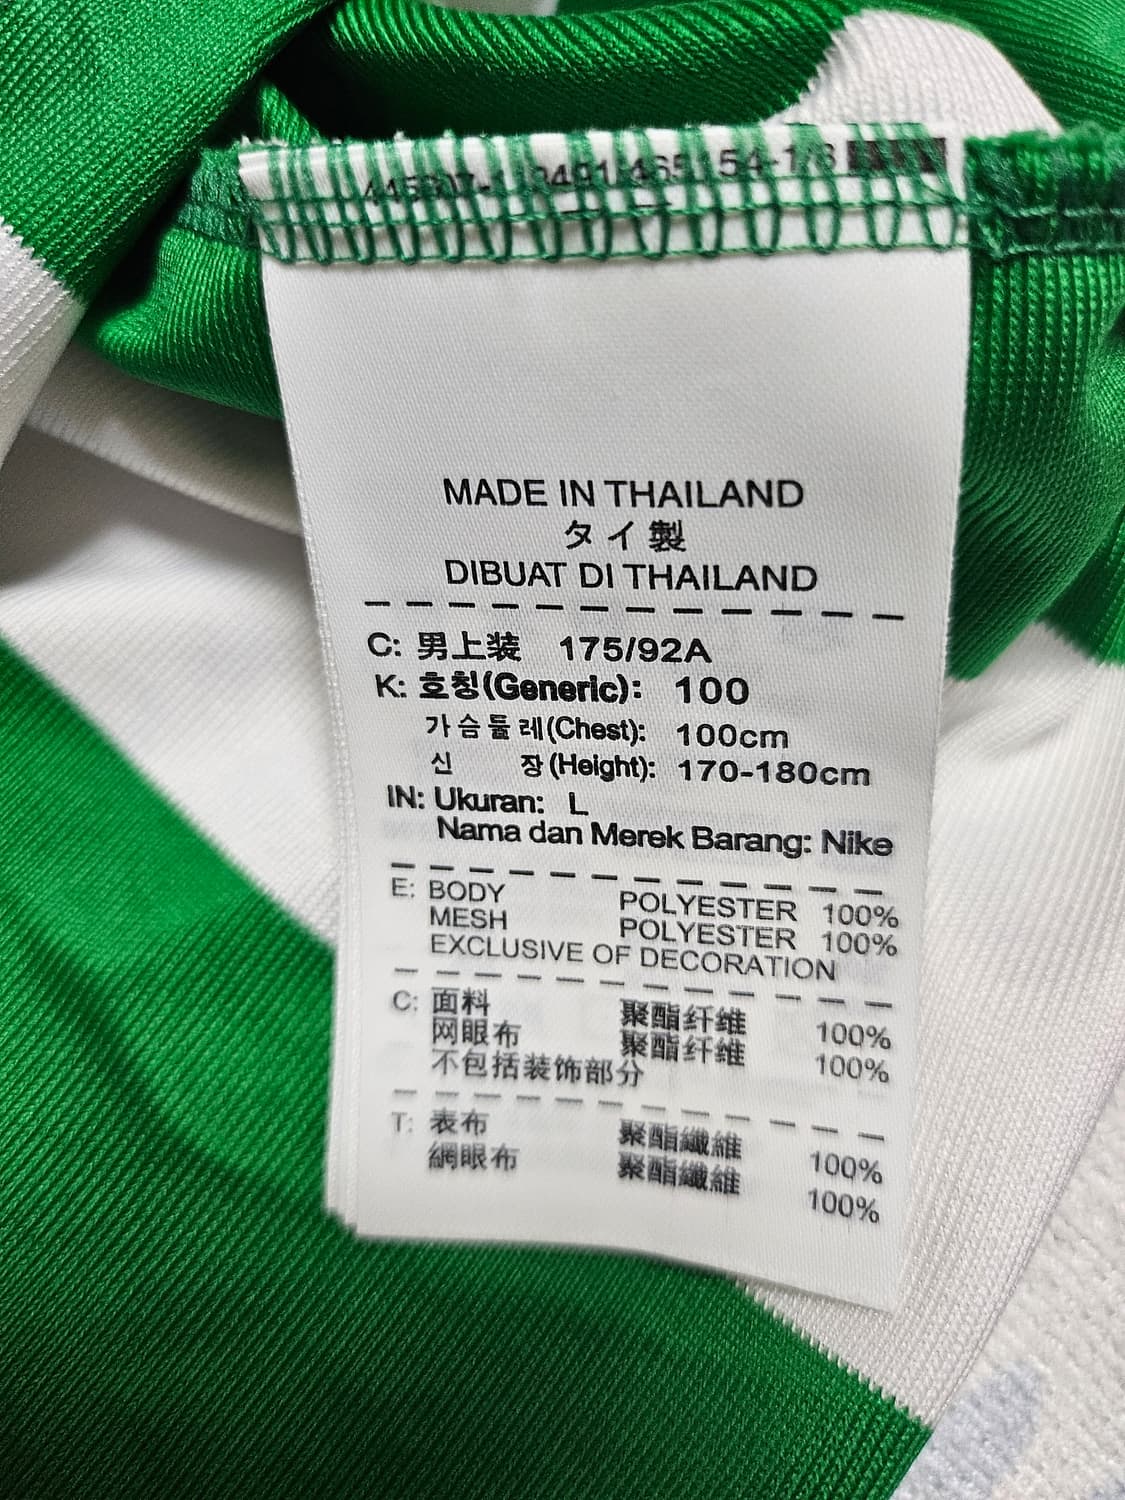 MADE IN THAILAND
タイ製
DIBUAT DI THAILAND
C: 男上装 175/92A
K: 호칭(Generic): 100
가슴둘레(Chest): 100cm
신 장(Height): 170-180cm
IN: Ukuran: L
Nama dan Merek Barang: Nike
E: BODY POLYESTER 100%
MESH POLYESTER 100%
EXCLUSIVE OF DECORATION
C: 面料 聚酯纤维 100%
网眼布 聚酯纤维 100%
不包括装饰部分
T: 表布 聚酯纖維 100%
網眼布 聚酯纖維 100%